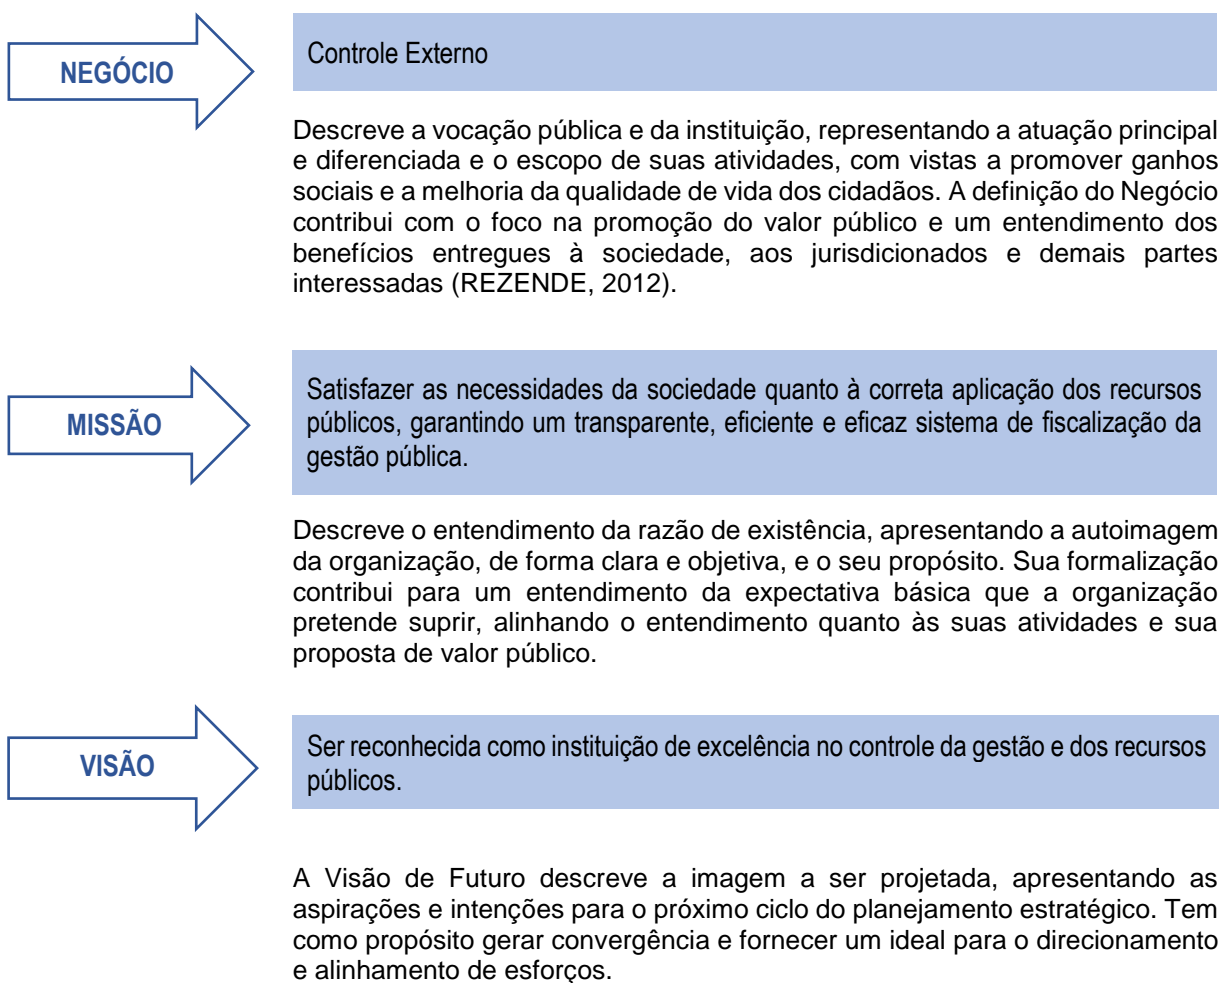 NEGÓCIO
Controle Externo
Descreve a vocação pública e da instituição, representando a atuação principal
e diferenciada e o escopo de suas atividades, com vistas a promover ganhos
sociais e a melhoria da qualidade de vida dos cidadãos. A definição do Negócio
contribui com o foco na promoção do valor público e um entendimento dos
benefícios entregues à sociedade, aos jurisdicionados e demais partes
interessadas (REZENDE, 2012).
MISSÃO
Satisfazer as necessidades da sociedade quanto à correta aplicação dos recursos
públicos, garantindo um transparente, eficiente e eficaz sistema de fiscalização da
gestão pública.
Descreve o entendimento da razão de existência, apresentando a autoimagem
da organização, de forma clara e objetiva, e o seu propósito. Sua formalização
contribui para um entendimento da expectativa básica que a organização
pretende suprir, alinhando o entendimento quanto às suas atividades e sua
proposta de valor público.
VISÃO
Ser reconhecida como instituição de excelência no controle da gestão e dos recursos
públicos.
A Visão de Futuro descreve a imagem a ser projetada, apresentando as
aspirações e intenções para o próximo ciclo do planejamento estratégico. Tem
como propósito gerar convergência e fornecer um ideal para o direcionamento
e alinhamento de esforços.